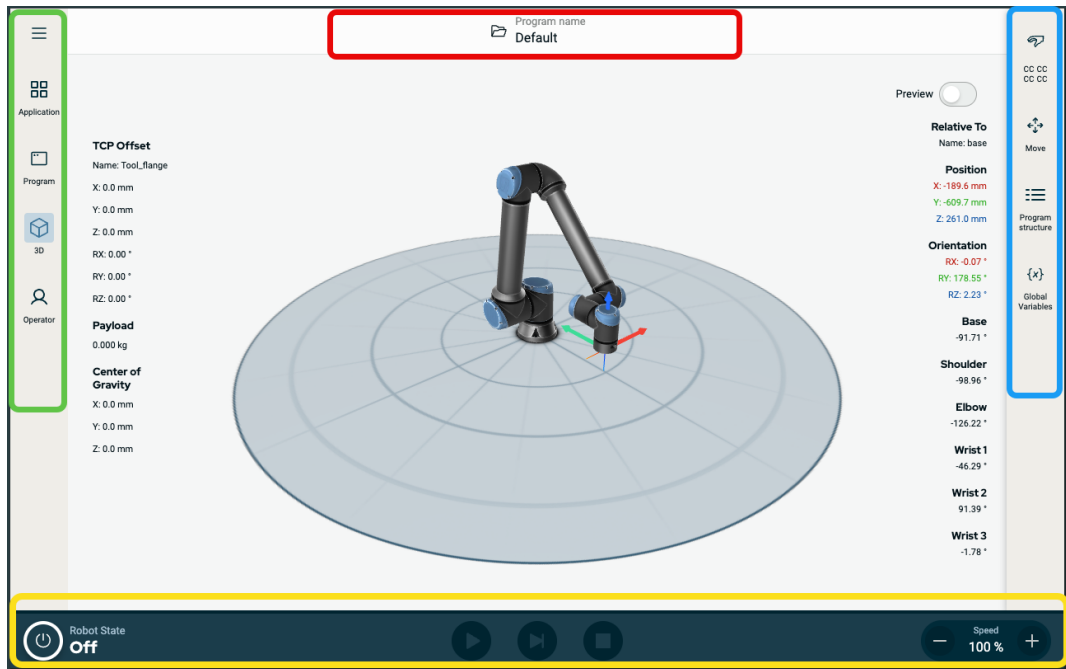 Program name
Default
Application
Program
3D
Operator
TCP Offset
Name: Tool_flange
X: 0.0 mm
Y: 0.0 mm
Z: 0.0 mm
RX: 0.00 °
RY: 0.00 °
RZ: 0.00 °
Payload
0.000 kg
Center of
Gravity
X: 0.0 mm
Y: 0.0 mm
Z: 0.0 mm
Preview
Relative To
Name: base
Position
X: -189.6 mm
Y: -609.7 mm
Z: 261.0 mm
Orientation
RX: -0.07 °
RY: 178.55 °
RZ: 2.23 °
Base
-91.71 °
Shoulder
-98.96 °
Elbow
-126.22 °
Wrist 1
-46.29 °
Wrist 2
91.39 °
Wrist 3
-1.78 °
CC CC
CC CC
Move
Program
structure
{x}
Global
Variables
Robot State
Off
Speed
100 %